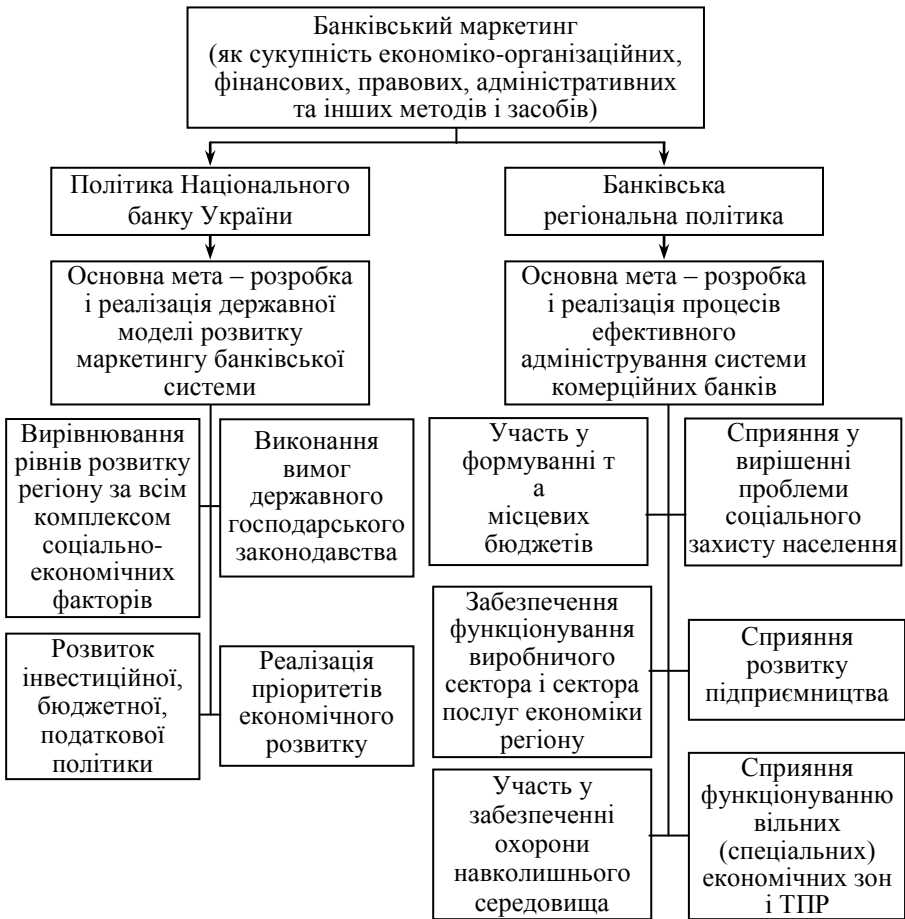 Банківський маркетинг
(як сукупність економіко-організаційних,
фінансових, правових, адміністративних
та інших методів і засобів)
Політика Національного
банку України
Банківська
регіональна політика
Основна мета – розробка
і реалізація державної
моделі розвитку
маркетингу банківської
системи
Основна мета – розробка
і реалізація процесів
ефективного
адміністрування системи
комерційних банків
Вирівнювання
рівнів розвитку
регіону за всім
комплексом
соціально-
економічних
факторів
Виконання
вимог
державного
господарського
законодавства
Участь у
формуванні т
а
місцевих
бюджетів
Сприяння у
вирішенні
проблеми
соціального
захисту населення
Розвиток
інвестиційної,
бюджетної,
податкової
політики
Реалізація
пріоритетів
економічного
розвитку
Забезпечення
функціонування
виробничого
сектора і сектора
послуг економіки
регіону
Сприяння
розвитку
підприємництва
Участь у
забезпеченні
охорони
навколишнього
середовища
Сприяння
функціонуванню
вільних
(спеціальних)
економічних зон
і ТПР